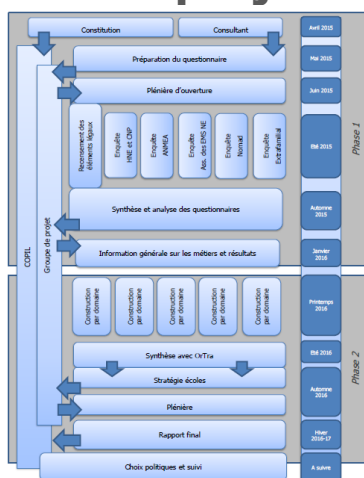 Constitution
Consultant
Avril 2015
Préparation du questionnaire
Mai 2015
Plénière d'ouverture
Juin 2015
Recensement des
éléments légaux
Enquête
HNE et CNP
Enquête
ANMEA
Enquête
Ass. des EMS NE
Enquête
Nomad
Enquête
Extrafamilial
Eté 2015
Phase 1
Synthèse et analyse des questionnaires
Automne
2015
COPIL
Groupe de projet
Information générale sur les métiers et résultats
Janvier
2016
Construction
par domaine
Construction
par domaine
Construction
par domaine
Construction
par domaine
Construction
par domaine
Printemps
2016
Synthèse avec OrTra
Eté 2016
Phase 2
Stratégie écoles
Automne
2016
Plénière
Rapport final
Hiver
2016-17
Choix politiques et suivi
A suivre